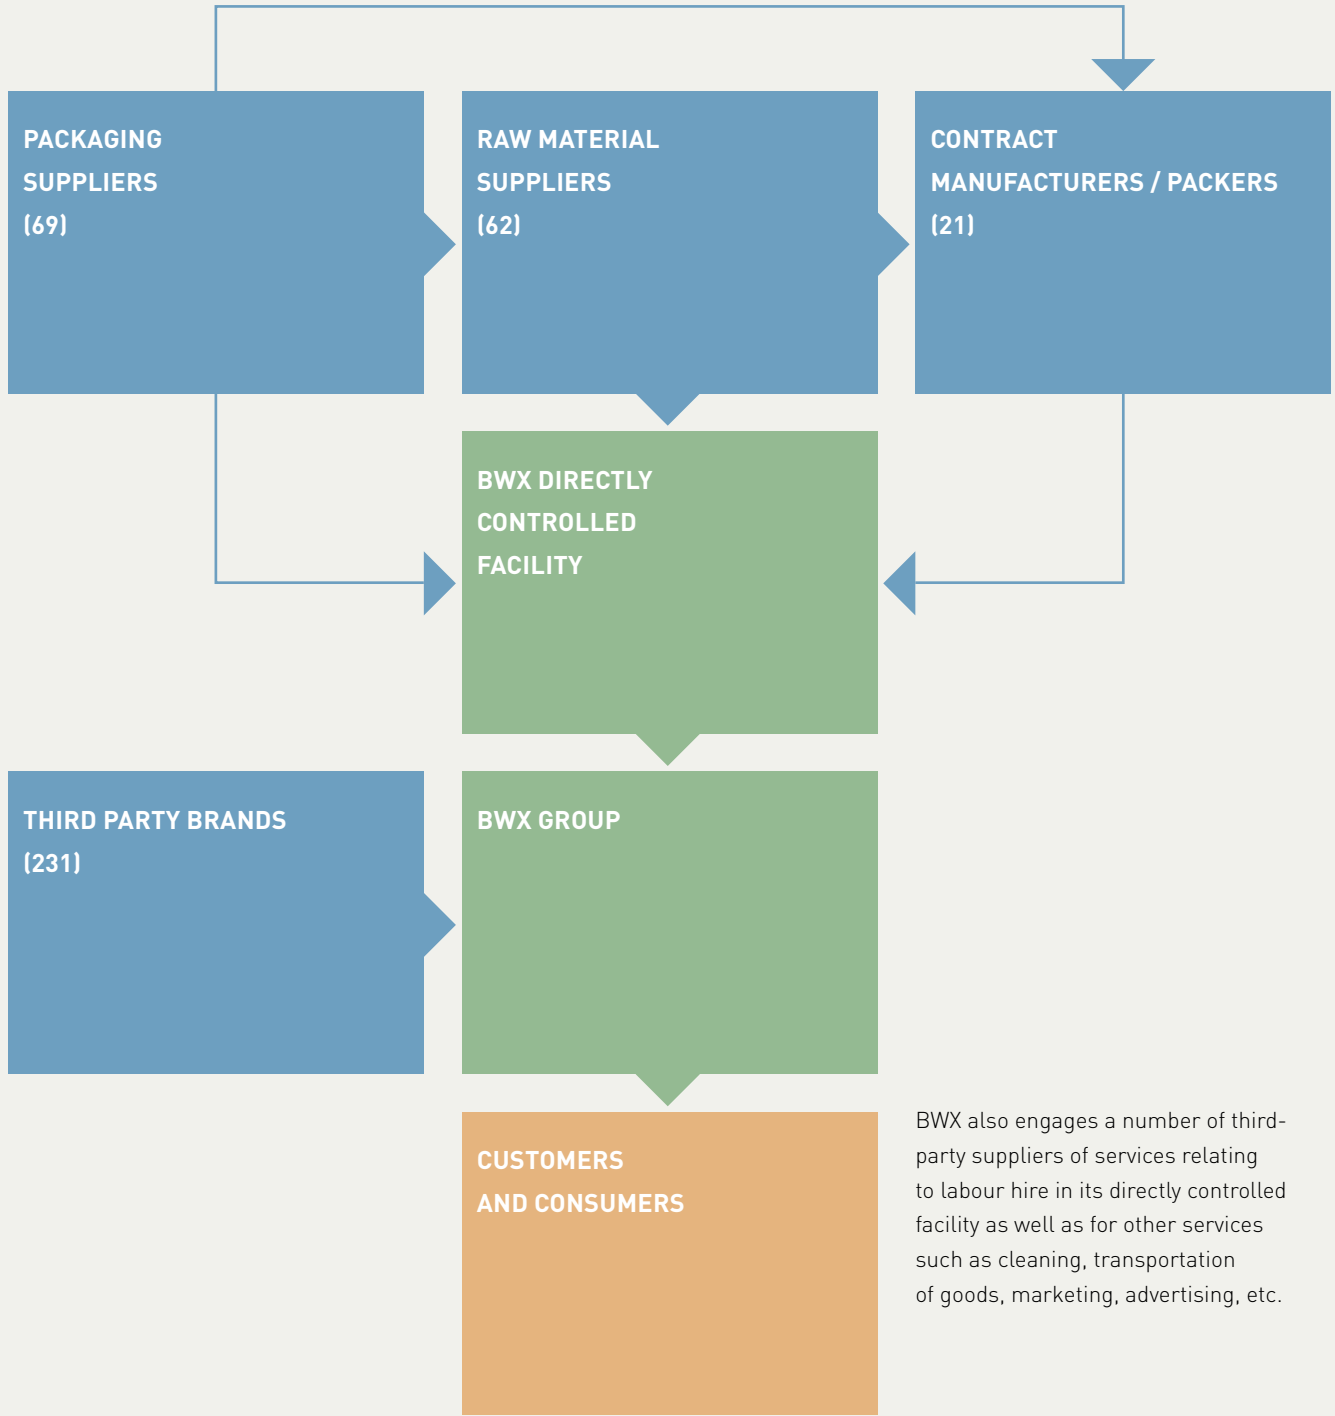 PACKAGING
SUPPLIERS
(69)
RAW MATERIAL
SUPPLIERS
(62)
CONTRACT
MANUFACTURERS / PACKERS
(21)
BWX DIRECTLY
CONTROLLED
FACILITY
THIRD PARTY BRANDS
(231)
BWX GROUP
CUSTOMERS
AND CONSUMERS
BWX also engages a number of third-
party suppliers of services relating
to labour hire in its directly controlled
facility as well as for other services
such as cleaning, transportation
of goods, marketing, advertising, etc.